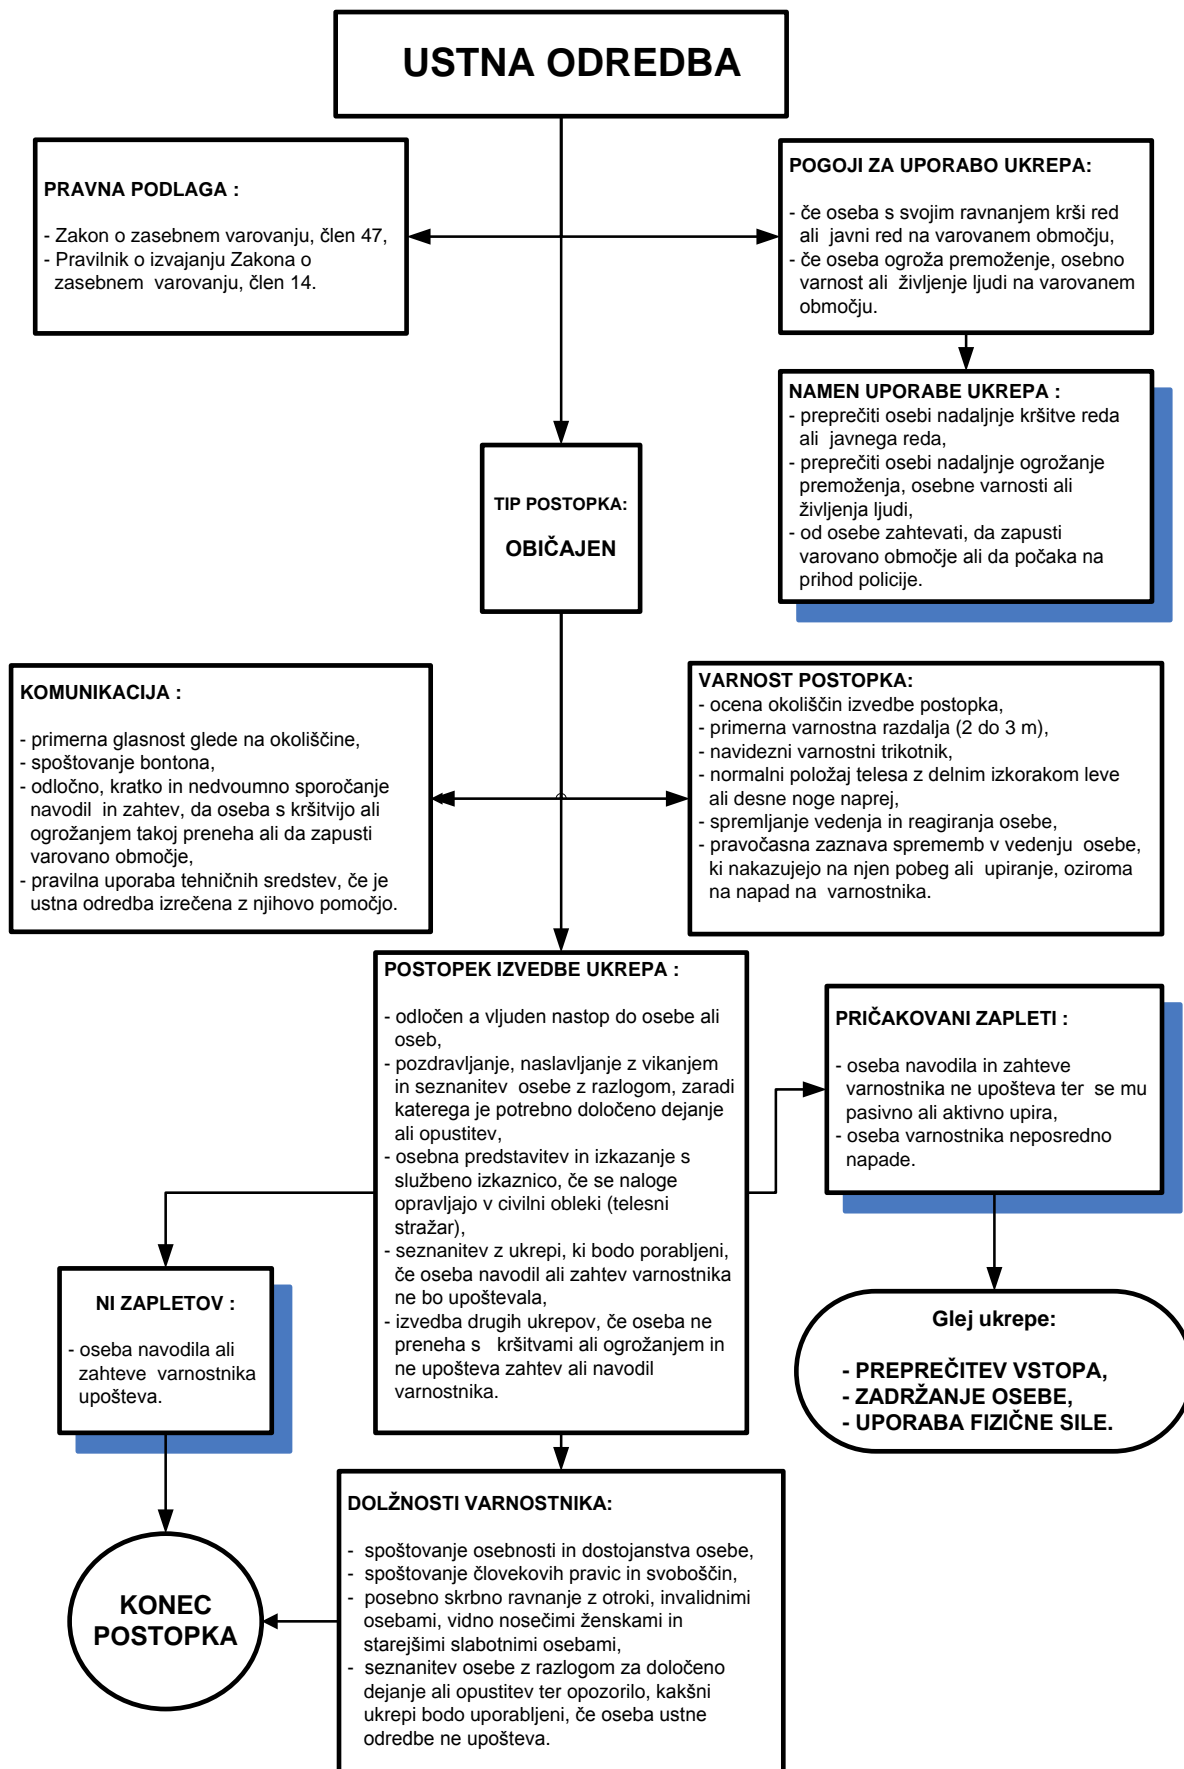 USTNA ODREDBA
PRAVNA PODLAGA :
- Zakon o zasebnem varovanju, člen 47,
- Pravilnik o izvajanju Zakona o
zasebnem varovanju, člen 14.
POGOJI ZA UPORABO UKREPA:
- če oseba s svojim ravnanjem krši red
ali javni red na varovanem območju,
- če oseba ogroža premoženje, osebno
varnost ali življenje ljudi na varovanem
območju.
NAMEN UPORABE UKREPA :
- preprečiti osebi nadaljnje kršitve reda
ali javnega reda,
- preprečiti osebi nadaljnje ogrožanje
premoženja, osebne varnosti ali
življenja ljudi,
- od osebe zahtevati, da zapusti
varovano območje ali da počaka na
prihod policije.
TIP POSTOPKA:
OBIČAJEN
KOMUNIKACIJA :
- primerna glasnost glede na okoliščine,
- spoštovanje bontona,
- odločno, kratko in nedvoumno sporočanje
navodil in zahtev, da oseba s kršitvijo ali
ogrožanjem takoj preneha ali da zapusti
varovano območje,
- pravilna uporaba tehničnih sredstev, če je
ustna odredba izrečena z njihovo pomočjo.
VARNOST POSTOPKA:
- ocena okoliščin izvedbe postopka,
- primerna varnostna razdalja (2 do 3 m),
- navidezni varnostni trikotnik,
- normalni položaj telesa z delnim izkorakom leve
ali desne noge naprej,
- spremljanje vedenja in reagiranja osebe,
- pravočasna zaznava sprememb v vedenju osebe,
ki nakazujejo na njen pobeg ali upiranje, oziroma
na napad na varnostnika.
POSTOPEK IZVEDBE UKREPA :
- odločen a vljuden nastop do osebe ali
oseb,
- pozdravljanje, naslavljanje z vikanjem
in seznanitev osebe z razlogom, zaradi
katerega je potrebno določeno dejanje
ali opustitev,
- osebna predstavitev in izkazanje s
službeno izkaznico, če se naloge
opravljajo v civilni obleki (telesni
stražar),
- seznanitev z ukrepi, ki bodo porabljeni,
če oseba navodil ali zahtev varnostnika
ne bo upoštevala,
- izvedba drugih ukrepov, če oseba ne
preneha s kršitvami ali ogrožanjem in
ne upošteva zahtev ali navodil
varnostnika.
PRIČAKOVANI ZAPLETI :
- oseba navodila in zahteve
varnostnika ne upošteva ter se mu
pasivno ali aktivno upira,
- oseba varnostnika neposredno
napade.
NI ZAPLETOV :
- oseba navodila ali
zahteve varnostnika
upošteva.
Glej ukrepe:
- PREPREČITEV VSTOPA,
- ZADRŽANJE OSEBE,
- UPORABA FIZIČNE SILE.
DOLŽNOSTI VARNOSTNIKA:
- spoštovanje osebnosti in dostojanstva osebe,
- spoštovanje človekovih pravic in svoboščin,
- posebno skrbno ravnanje z otroki, invalidnimi
osebami, vidno nosečimi ženskami in
starejšimi slabotnimi osebami,
- seznanitev osebe z razlogom za določeno
dejanje ali opustitev ter opozorilo, kakšni
ukrepi bodo uporabljeni, če oseba ustne
odredbe ne upošteva.
KONEC
POSTOPKA